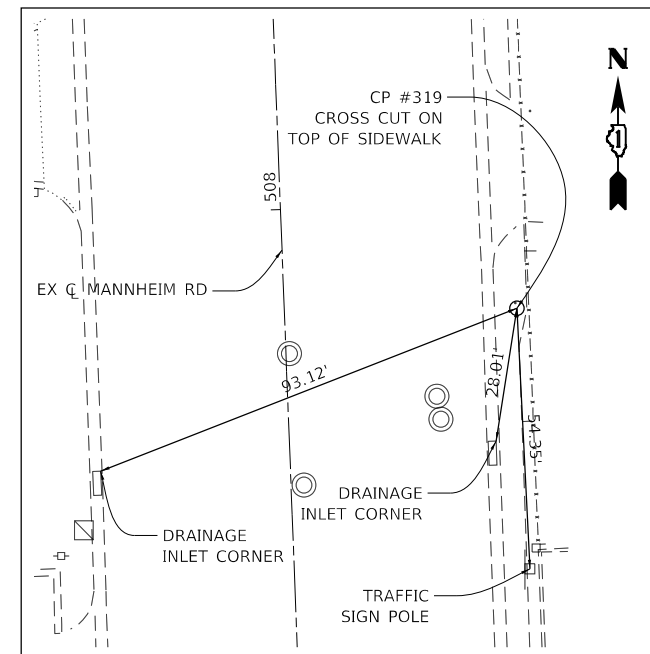 N
1
CP #319
CROSS CUT ON
TOP OF SIDEWALK
508
EX ℄ MANNHEIM RD
93.12'
28.01'
54.35'
DRAINAGE
INLET CORNER
DRAINAGE
INLET CORNER
TRAFFIC
SIGN POLE